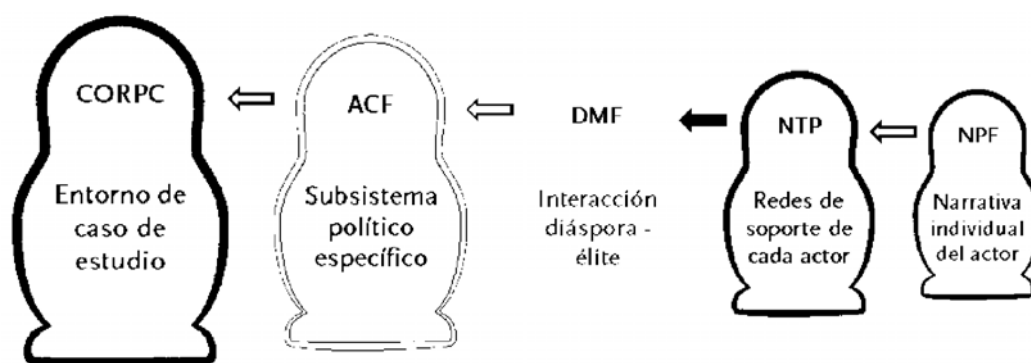 CORPC
Entorno de
caso de
estudio
ACF
Subsistema
político
específico
DMF
Interacción
diáspora -
élite
NTP
Redes de
soporte de
cada actor
NPF
Narrativa
individual
del actor